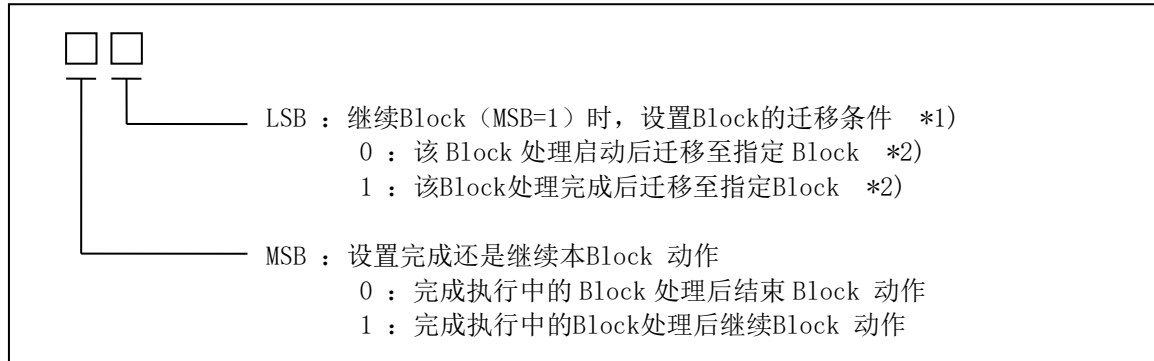 LSB ：继续Block（MSB=1）时，设置Block的迁移条件 *1)
0 ：该 Block 处理启动后迁移至指定 Block *2)
1 ：该Block处理完成后迁移至指定Block *2)
MSB ：设置完成还是继续本Block 动作
0 ：完成执行中的 Block 处理后结束 Block 动作
1 ：完成执行中的Block处理后继续Block 动作